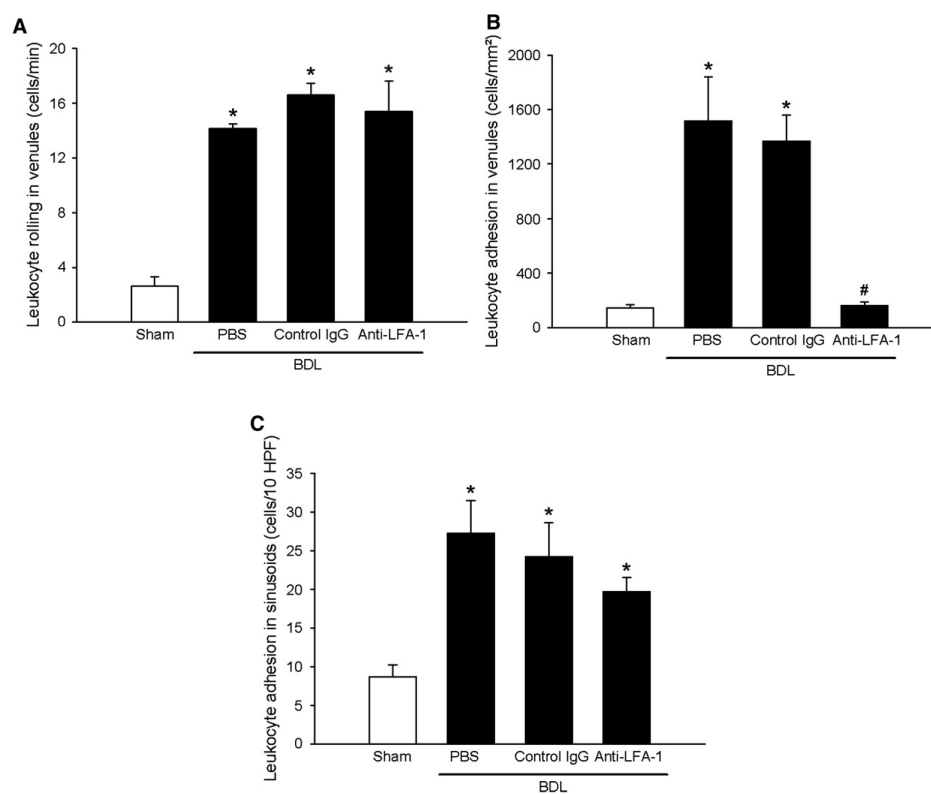 A
Leukocyte rolling in venules (cells/min)
20
16
12
8
4
0
*
*
*
Sham
PBS
Control IgG
Anti-LFA-1
BDL
B
Leukocyte adhesion in venules (cells/mm²)
2000
1600
1200
800
400
0
*
*
#
Sham
PBS
Control IgG
Anti-LFA-1
BDL
C
Leukocyte adhesion in sinusoids (cells/10 HPF)
35
30
25
20
15
10
5
0
*
*
*
Sham
PBS
Control IgG
Anti-LFA-1
BDL